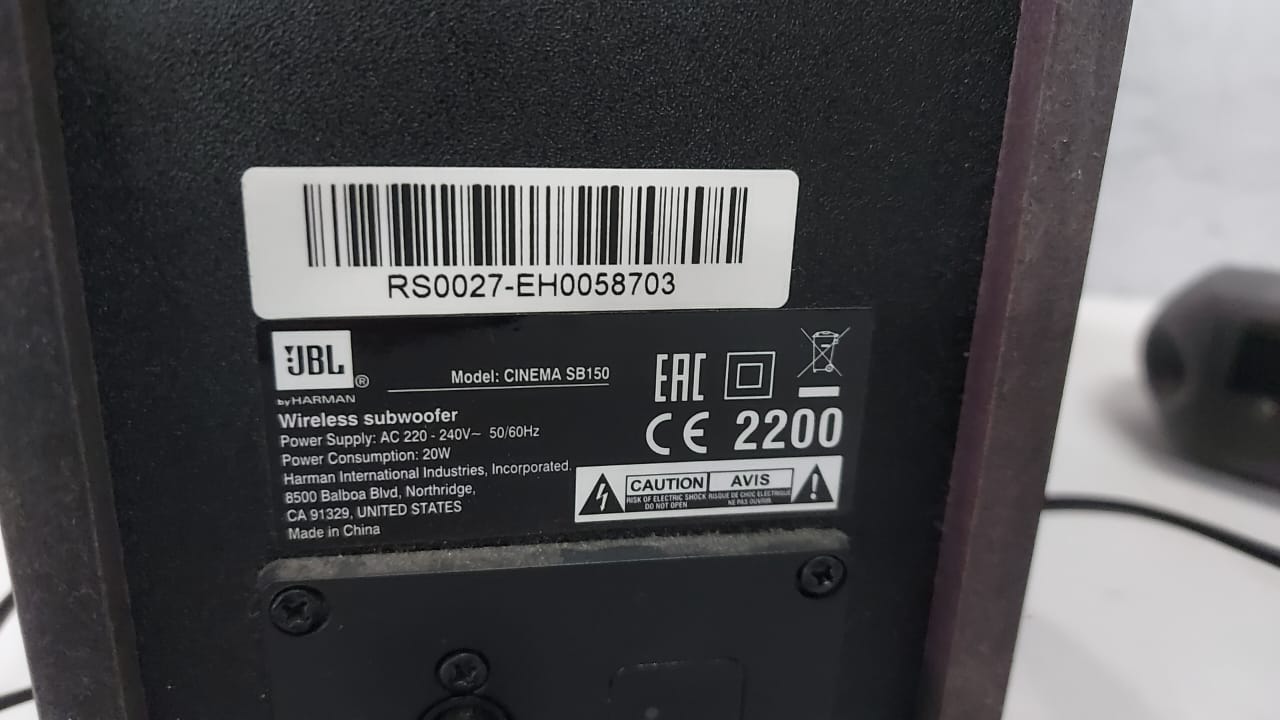 RS0027-EH0058703
JBL®
by HARMAN
Model: CINEMA SB150
Wireless subwoofer
Power Supply: AC 220 - 240V~ 50/60Hz
Power Consumption: 20W
Harman International Industries, Incorporated.
8500 Balboa Blvd, Northridge,
CA 91329, UNITED STATES
Made in China
EAC
CE 2200
CAUTION AVIS
RISK OF ELECTRIC SHOCK RISQUE DE CHOC ELECTRIQUE
DO NOT OPEN NE PAS OUVRIR.